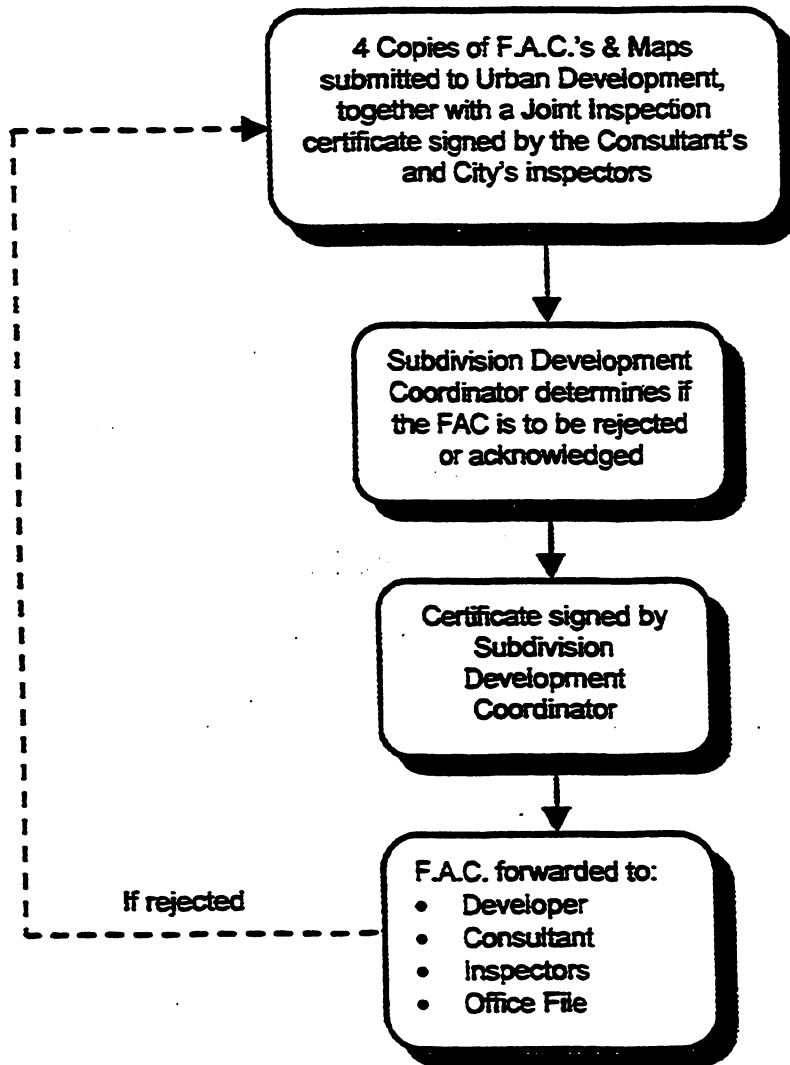 4 Copies of F.A.C.'s & Maps
submitted to Urban Development,
together with a Joint Inspection
certificate signed by the Consultant's
and City's inspectors
Subdivision Development
Coordinator determines if
the FAC is to be rejected
or acknowledged
Certificate signed by
Subdivision
Development
Coordinator
F.A.C. forwarded to:
• Developer
• Consultant
• Inspectors
• Office File
If rejected